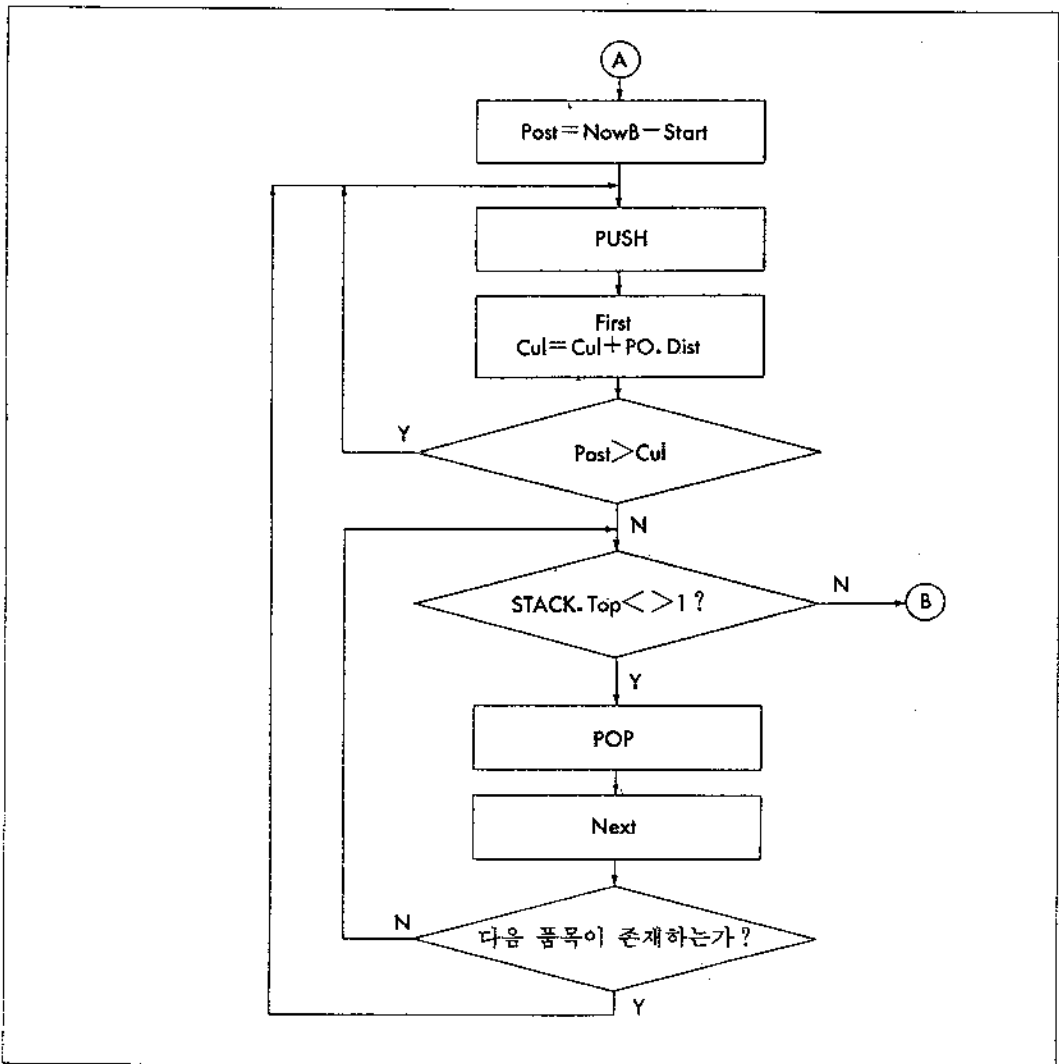 A
Post=NowB-Start
PUSH
First
Cul=Cul+PO.Dist
Y
Post>Cul
N
STACK.Top<>1?
N
B
Y
POP
Next
N
다음 품목이 존재하는가?
Y